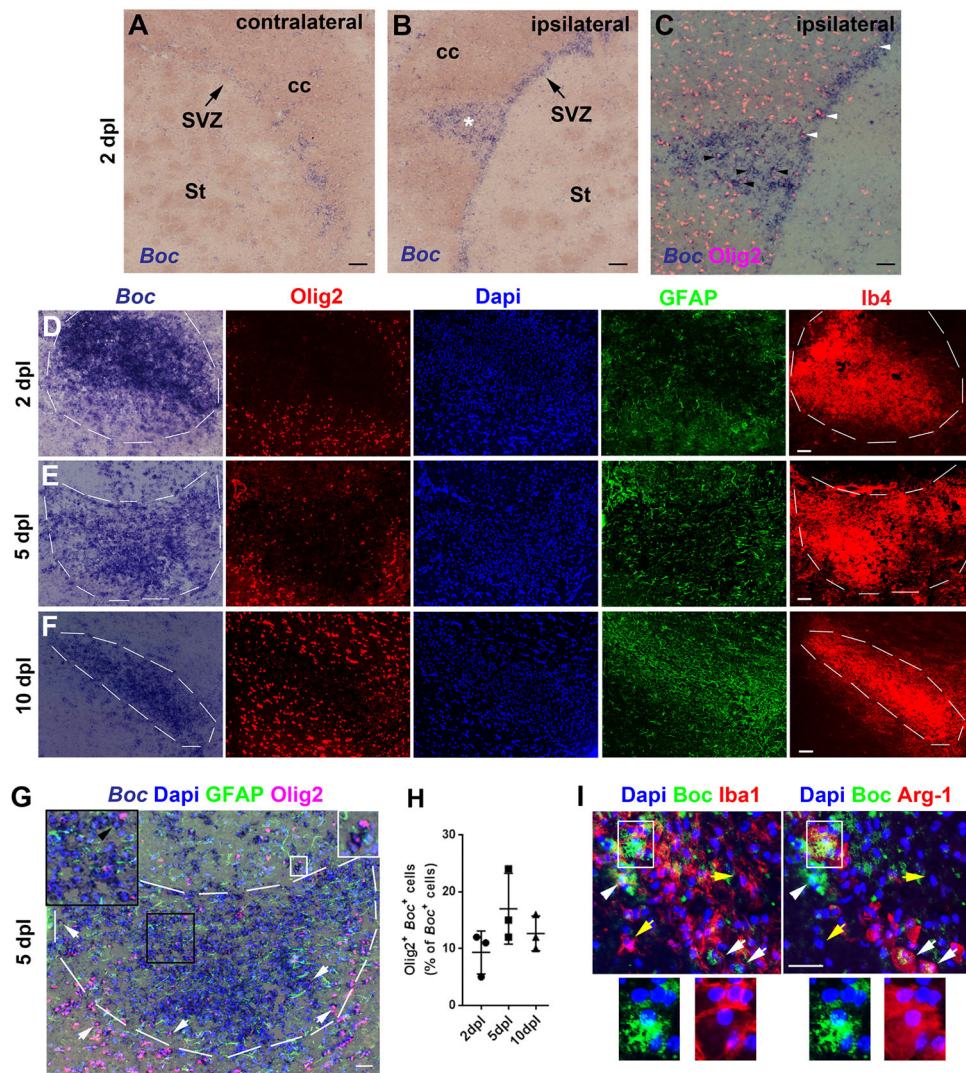 A contralateral
cc
SVZ
St
Boc
B ipsilateral
cc
*
SVZ
St
Boc
C ipsilateral
Boc Olig2
2 dpl
Boc Olig2 Dapi GFAP Ib4
D
2 dpl
E
5 dpl
F
10 dpl
G Boc Dapi GFAP Olig2
5 dpl
H
Olig2+ Boc+ cells
(% of Boc+ cells)
30
20
10
0
2dpl 5dpl 10dpl
I Dapi Boc Iba1 Dapi Boc Arg-1